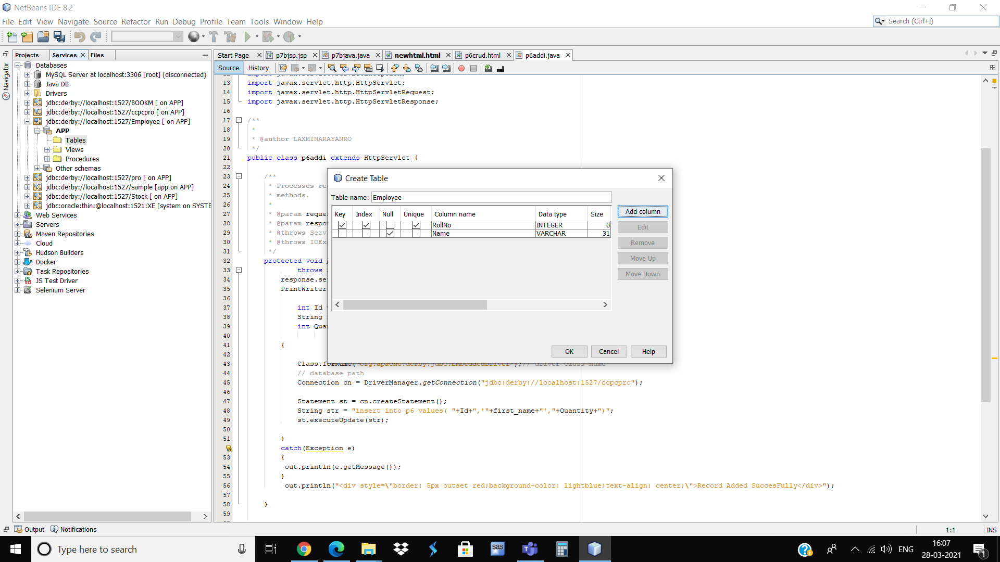 NetBeans IDE 8.2
File Edit View Navigate Source Refactor Run Debug Profile Team Tools Window Help
Search (Ctrl+I)
Projects Services Files
Start Page p7bjsp.jsp p7bjava.java newhtml.html p6crud.html p6addi.java
Source History
Navigator
Databases
MySQL Server at localhost:3306 [root] (disconnected)
Java DB
Drivers
jdbc:derby://localhost:1527/BOOKM [ on APP]
jdbc:derby://localhost:1527/ccpcpro [ on APP]
jdbc:derby://localhost:1527/Employee [ on APP]
APP
Tables
Views
Procedures
Other schemas
jdbc:derby://localhost:1527/pro [ on APP]
jdbc:derby://localhost:1527/sample [app on APP]
jdbc:derby://localhost:1527/Stock [ on APP]
jdbc:oracle:thin:@localhost:1521:XE [system on SYSTE
Web Services
Servers
Maven Repositories
Cloud
Hudson Builders
Docker
Task Repositories
JS Test Driver
Selenium Server
13 import javax.servlet.http.HttpServlet;
14 import javax.servlet.http.HttpServletRequest;
15 import javax.servlet.http.HttpServletResponse;
16
17 /**
18 *
19 * @author LAXMINARAYANRO
20 */
21 public class p6addi extends HttpServlet {
22
23 /**
24 * Processes re
25 * methods.
26 *
27 * @param reque
28 * @param respo
29 * @throws Serv
30 * @throws IOEx
31 */
32 protected void
33 throws
34 response.se
35 PrintWriter
36
37 int Id
38 String
39 int Qua
40
41 {
42
43 Class.forName("org.apache.derby.jdbc.EmbeddedDriver");// driver class name
44 // database path
45 Connection cn = DriverManager.getConnection("jdbc:derby://localhost:1527/ccpcpro");
46
47 Statement st = cn.createStatement();
48 String str = "insert into p6 values( "+Id+",'"+first_name+"',"+Quantity+")";
49 st.executeUpdate(str);
50
51 }
catch(Exception e)
53 {
54 out.println(e.getMessage());
55 }
56 out.println("<div style=\"border: 5px outset red;background-color: lightblue;text-align: center;\">Record Added SuccesFully</div>");
57
58 }
59
Create Table
Table name: Employee
Key Index Null Unique Column name Data type Size
RollNo INTEGER 0
Name VARCHAR 31
Add column
Edit
Remove
Move Up
Move Down
OK Cancel Help
Output Notifications
1:1 INS
Type here to search
sas
ENG
16:07
28-03-2021
1